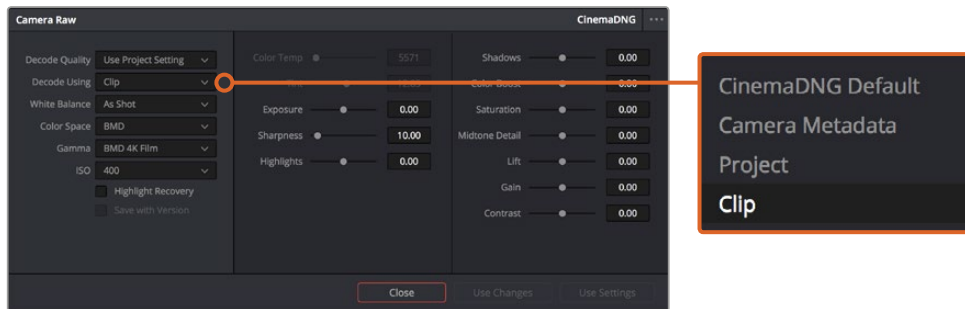 Camera Raw
CinemaDNG
Decode Quality Use Project Setting
Decode Using Clip
White Balance As Shot
Color Space BMD
Gamma BMD 4K Film
ISO 400
Highlight Recovery
Save with Version
Color Temp 5571
Exposure 0.00
Sharpness 10.00
Highlights 0.00
Shadows 0.00
Color Boost 0.00
Saturation 0.00
Midtone Detail 0.00
Lift 0.00
Gain 0.00
Contrast 0.00
Close
Use Changes
Use Settings
CinemaDNG Default
Camera Metadata
Project
Clip